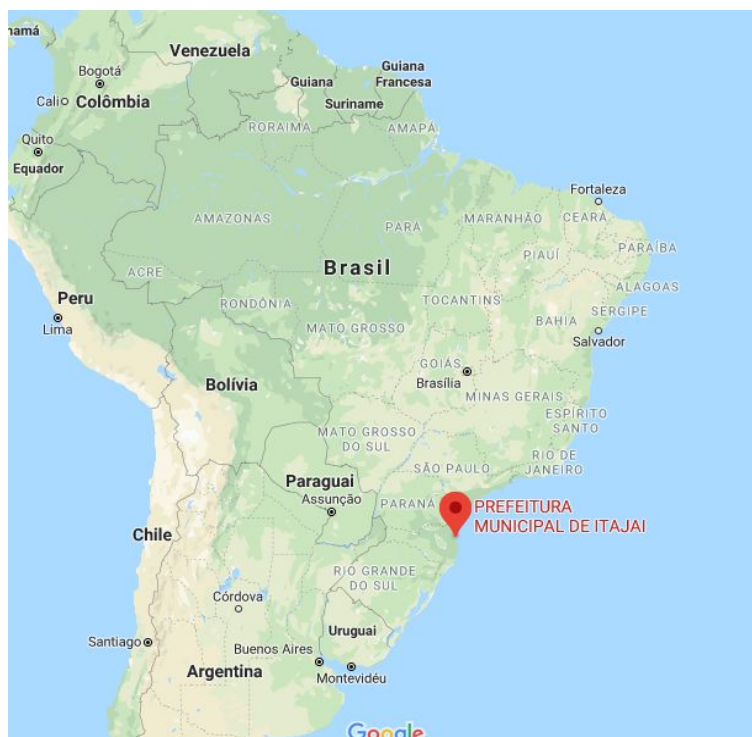 namá
Venezuela
Bogotá
Cali
Colômbia
Guiana
Guiana
Francesa
Suriname
RORAIMA
AMAPÁ
Quito
Equador
Fortaleza
AMAZONAS
PARÁ
MARANHÃO
CEARÁ
PARAÍBA
PIAUÍ
ACRE
Brasil
ALAGOAS
Peru
RONDÔNIA
TOCANTINS
SERGIPE
Lima
MATO GROSSO
BAHIA
Salvador
GOIÁS
Bolívia
Brasília
MINAS GERAIS
ESPÍRITO
SANTO
MATO GROSSO
DO SUL
RIO DE
JANEIRO
SÃO PAULO
Paraguai
Assunção
PARANÁ
PREFEITURA
MUNICIPAL DE ITAJAI
Chile
RIO GRANDE
DO SUL
Córdova
Uruguai
Santiago
Buenos Aires
Argentina
Montevidéu
Google